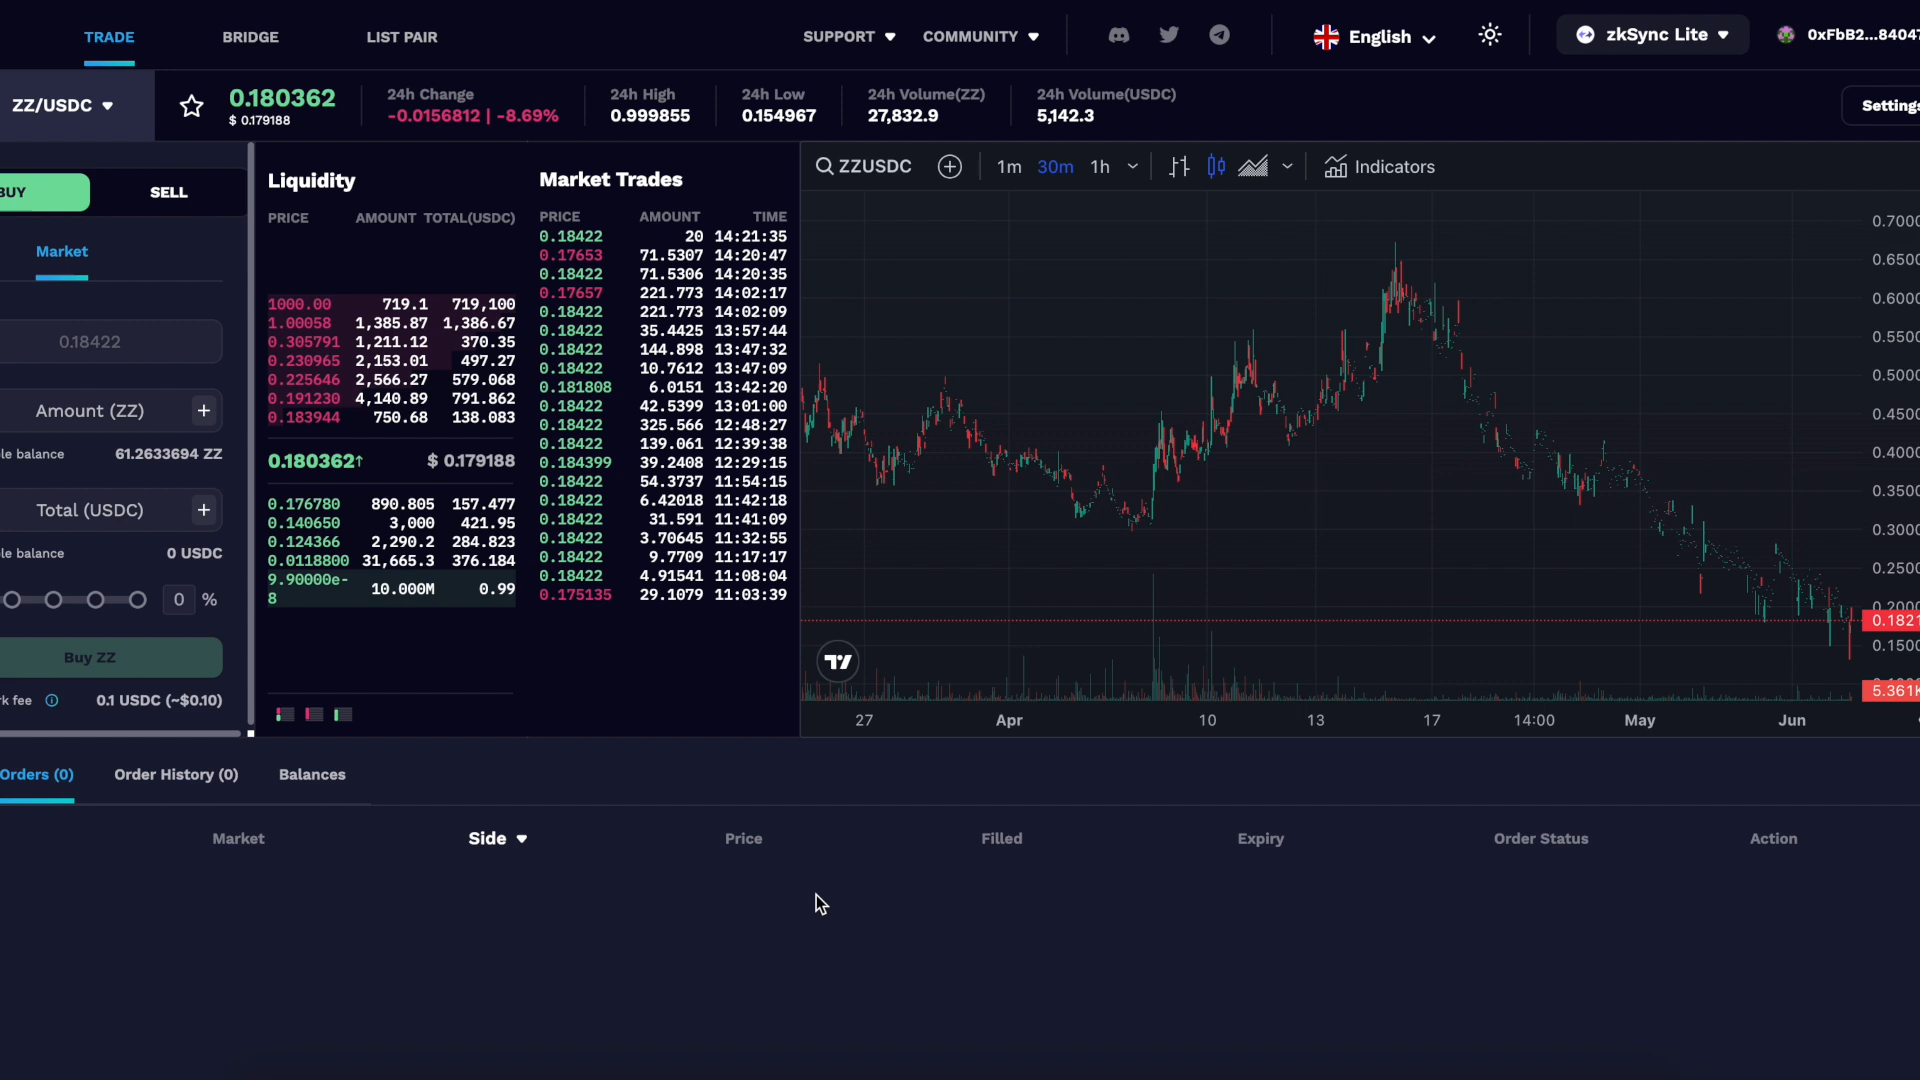 TRADE BRIDGE LIST PAIR SUPPORT COMMUNITY English zkSync Lite 0xFbB2...84047
ZZ/USDC 0.180362 $ 0.179188
24h Change -0.0156812 | -8.69%
24h High 0.999855
24h Low 0.154967
24h Volume(ZZ) 27,832.9
24h Volume(USDC) 5,142.3
Settings
BUY SELL
Market
0.18422
Amount (ZZ) +
le balance 61.2633694 ZZ
Total (USDC) +
le balance 0 USDC
0 %
Buy ZZ
rk fee 0.1 USDC (~$0.10)
Liquidity
PRICE AMOUNT TOTAL(USDC)
1000.00 719.1 719,100
1.00058 1,385.87 1,386.67
0.305791 1,211.12 370.35
0.230965 2,153.01 497.27
0.225646 2,566.27 579.068
0.191230 4,140.89 791.862
0.183944 750.68 138.083
0.180362↑ $ 0.179188
0.176780 890.805 157.477
0.140650 3,000 421.95
0.124366 2,290.2 284.823
0.0118800 31,665.3 376.184
9.90000e-
8 10.000M 0.99
Market Trades
PRICE AMOUNT TIME
0.18422 20 14:21:35
0.17653 71.5307 14:20:47
0.18422 71.5306 14:20:35
0.17657 221.773 14:02:17
0.18422 221.773 14:02:09
0.18422 35.4425 13:57:44
0.18422 144.898 13:47:32
0.18422 10.7612 13:47:09
0.181808 6.0151 13:42:20
0.18422 42.5399 13:01:00
0.18422 325.566 12:48:27
0.18422 139.061 12:39:38
0.184399 39.2408 12:29:15
0.18422 54.3737 11:54:15
0.18422 6.42018 11:42:18
0.18422 31.591 11:41:09
0.18422 3.70645 11:32:55
0.18422 9.7709 11:17:17
0.18422 4.91541 11:08:04
0.175135 29.1079 11:03:39
ZZUSDC 1m 30m 1h Indicators
0.7000
0.6500
0.6000
0.5500
0.5000
0.4500
0.4000
0.3500
0.3000
0.2500
0.2000
0.1821
0.1500
5.361K
27 Apr 10 13 17 14:00 May Jun
Orders (0) Order History (0) Balances
Market Side Price Filled Expiry Order Status Action